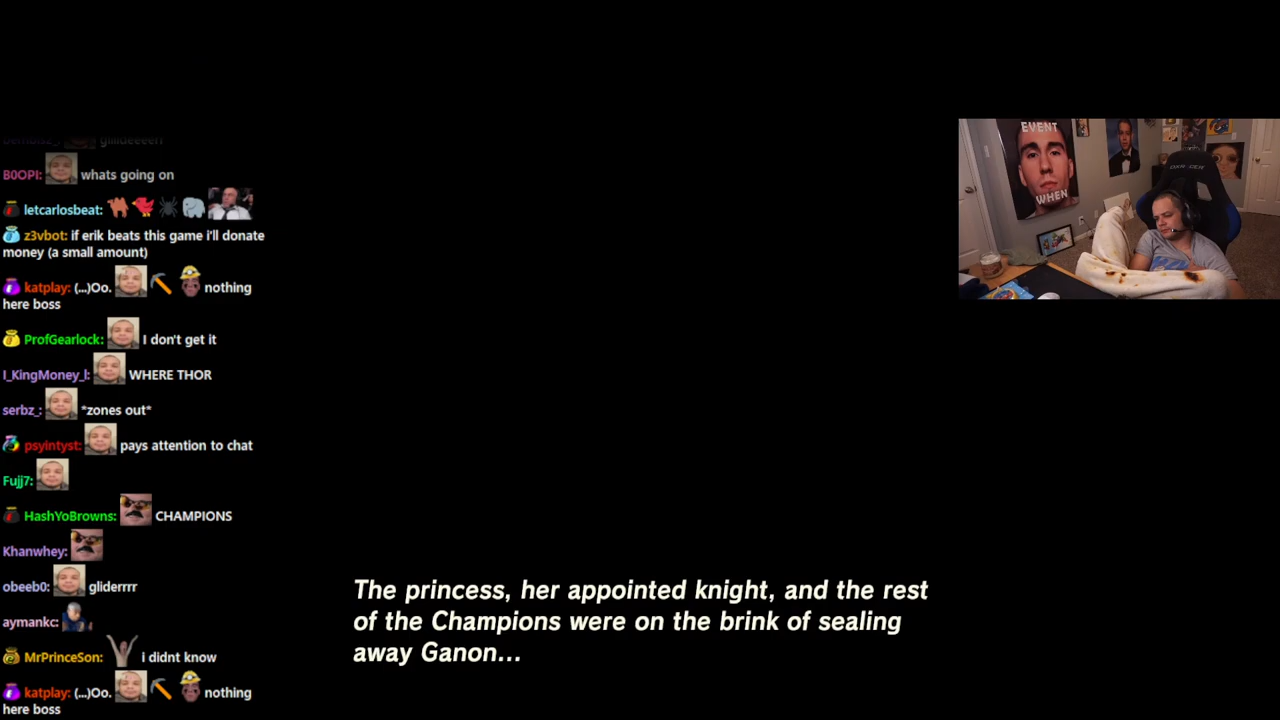 B0OPI: whats going on
letcarlosbeat:
z3vbot: if erik beats this game i'll donate
money (a small amount)
katplay: (...)Oo. nothing
here boss
ProfGearlock: I don't get it
I_KingMoney_I: WHERE THOR
serbz_: *zones out*
psyintyst: pays attention to chat
Fujj7:
HashYoBrowns: CHAMPIONS
Khanwhey:
obeeb0: gliderrrr
aymankc:
MrPrinceSon: i didnt know
katplay: (...)Oo. nothing
here boss
EVENT
WHEN
The princess, her appointed knight, and the rest
of the Champions were on the brink of sealing
away Ganon...